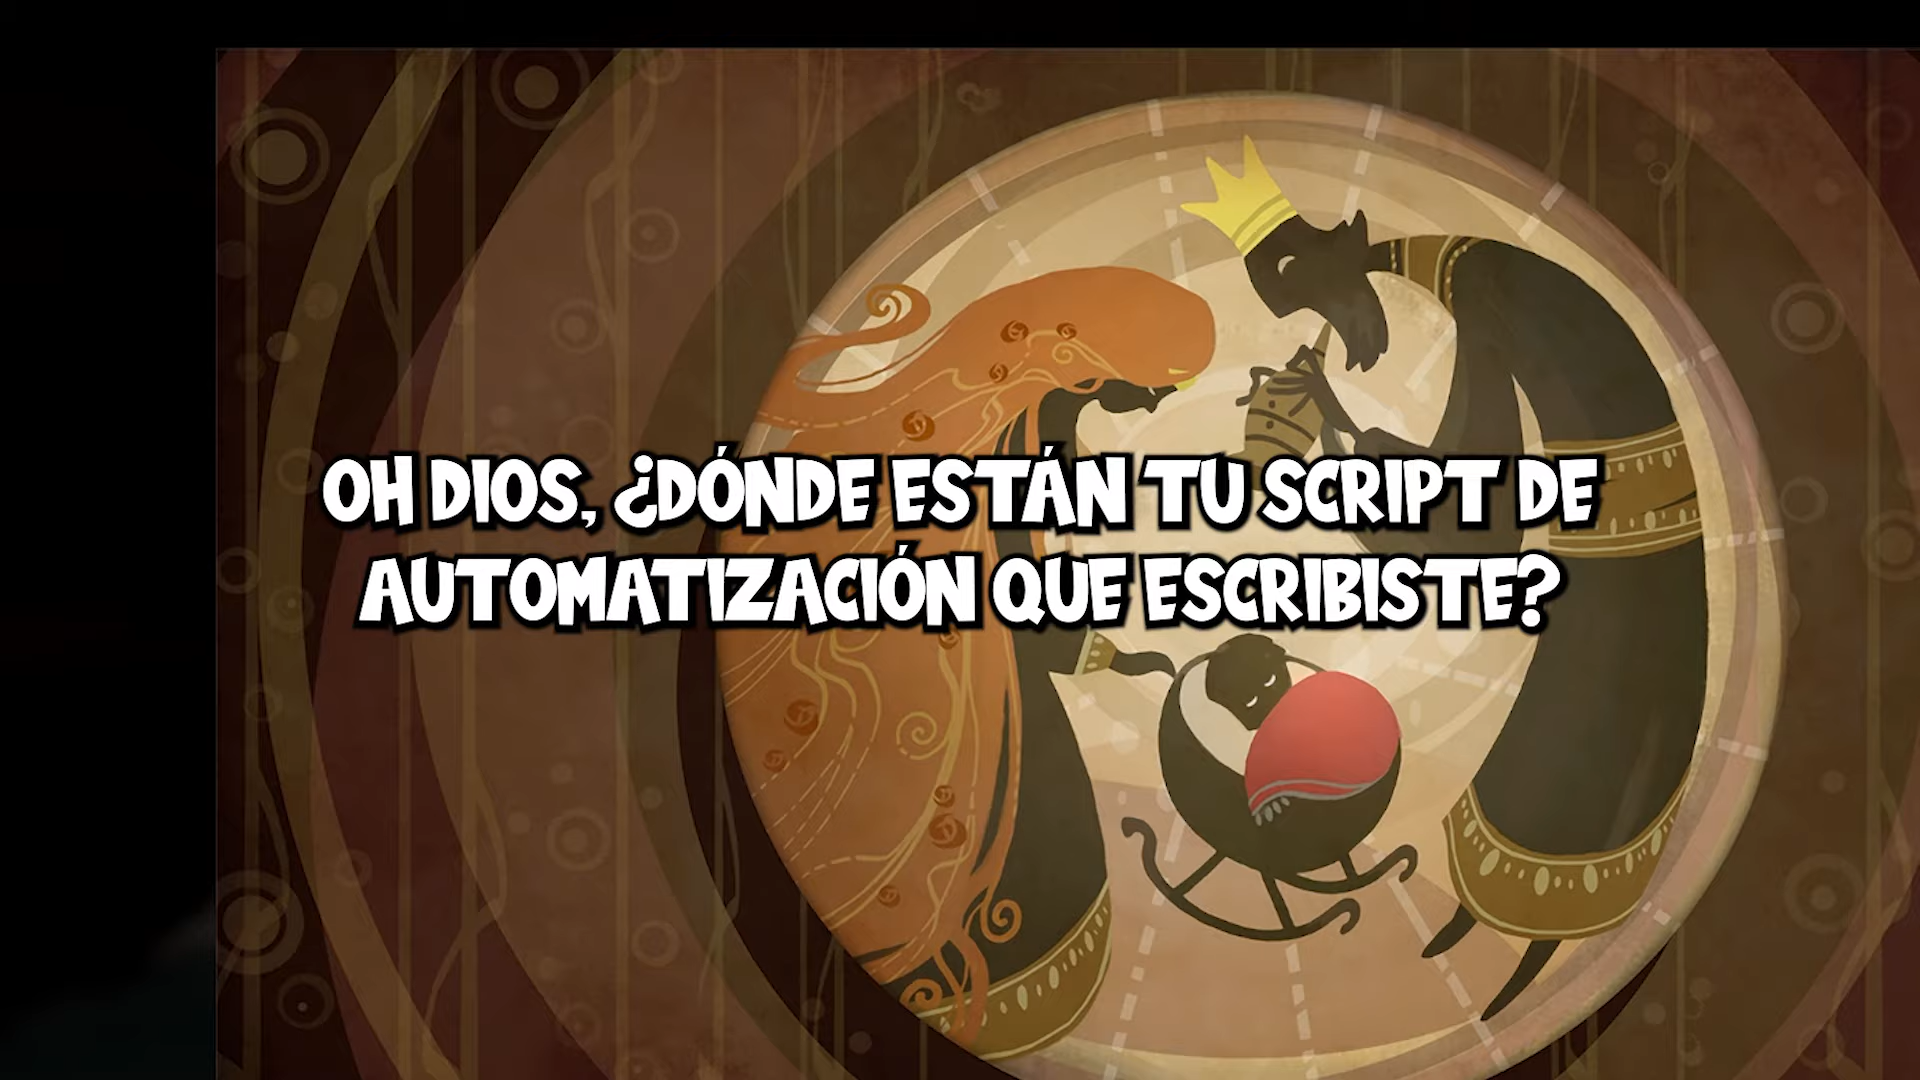 OH DIOS, ¿DÓNDE ESTÁN TU SCRIPT DE
AUTOMATIZACIÓN QUE ESCRIBISTE?